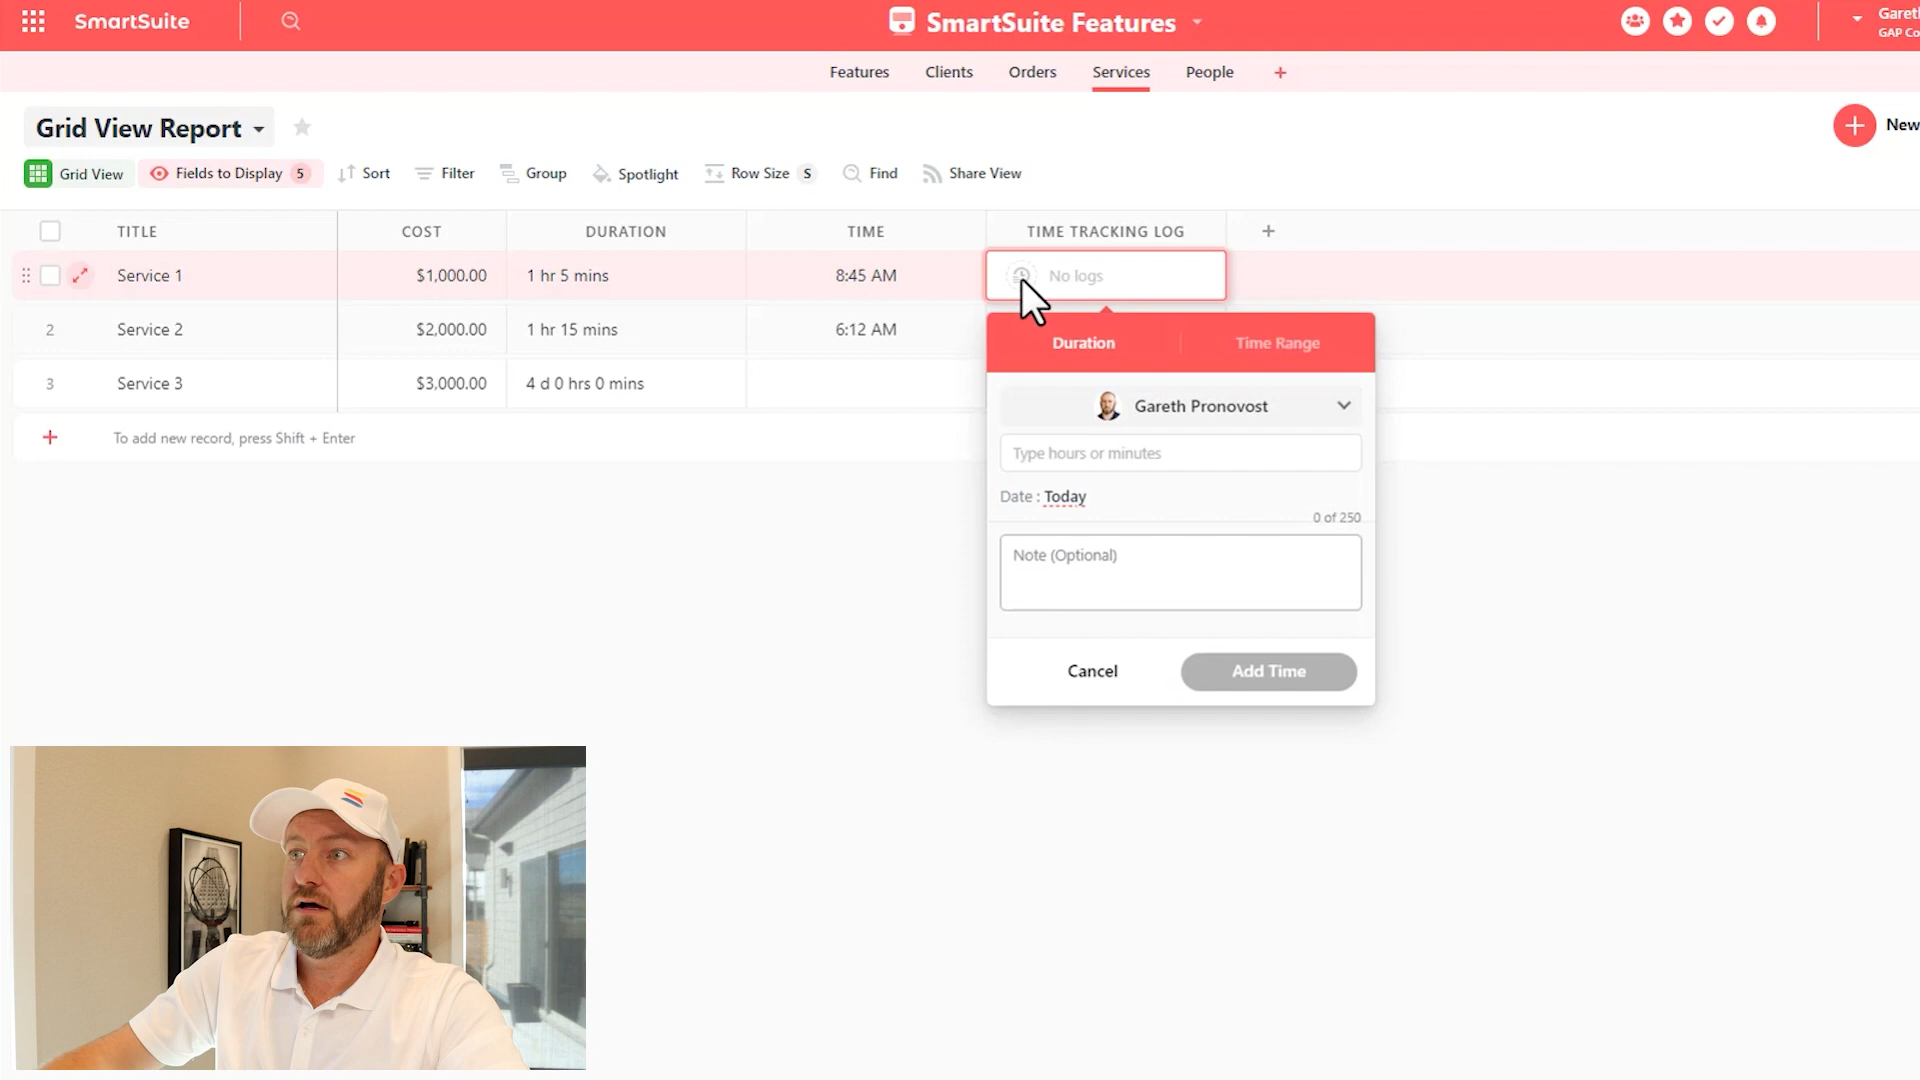 SmartSuite
SmartSuite Features
Gareth
GAP Co
Features Clients Orders Services People +
Grid View Report
New
Grid View Fields to Display 5 Sort Filter Group Spotlight Row Size S Find Share View
TITLE COST DURATION TIME TIME TRACKING LOG +
Service 1 $1,000.00 1 hr 5 mins 8:45 AM No logs
2 Service 2 $2,000.00 1 hr 15 mins 6:12 AM
3 Service 3 $3,000.00 4 d 0 hrs 0 mins
+ To add new record, press Shift + Enter
Duration Time Range
Gareth Pronovost
Type hours or minutes
Date : Today
0 of 250
Note (Optional)
Cancel Add Time